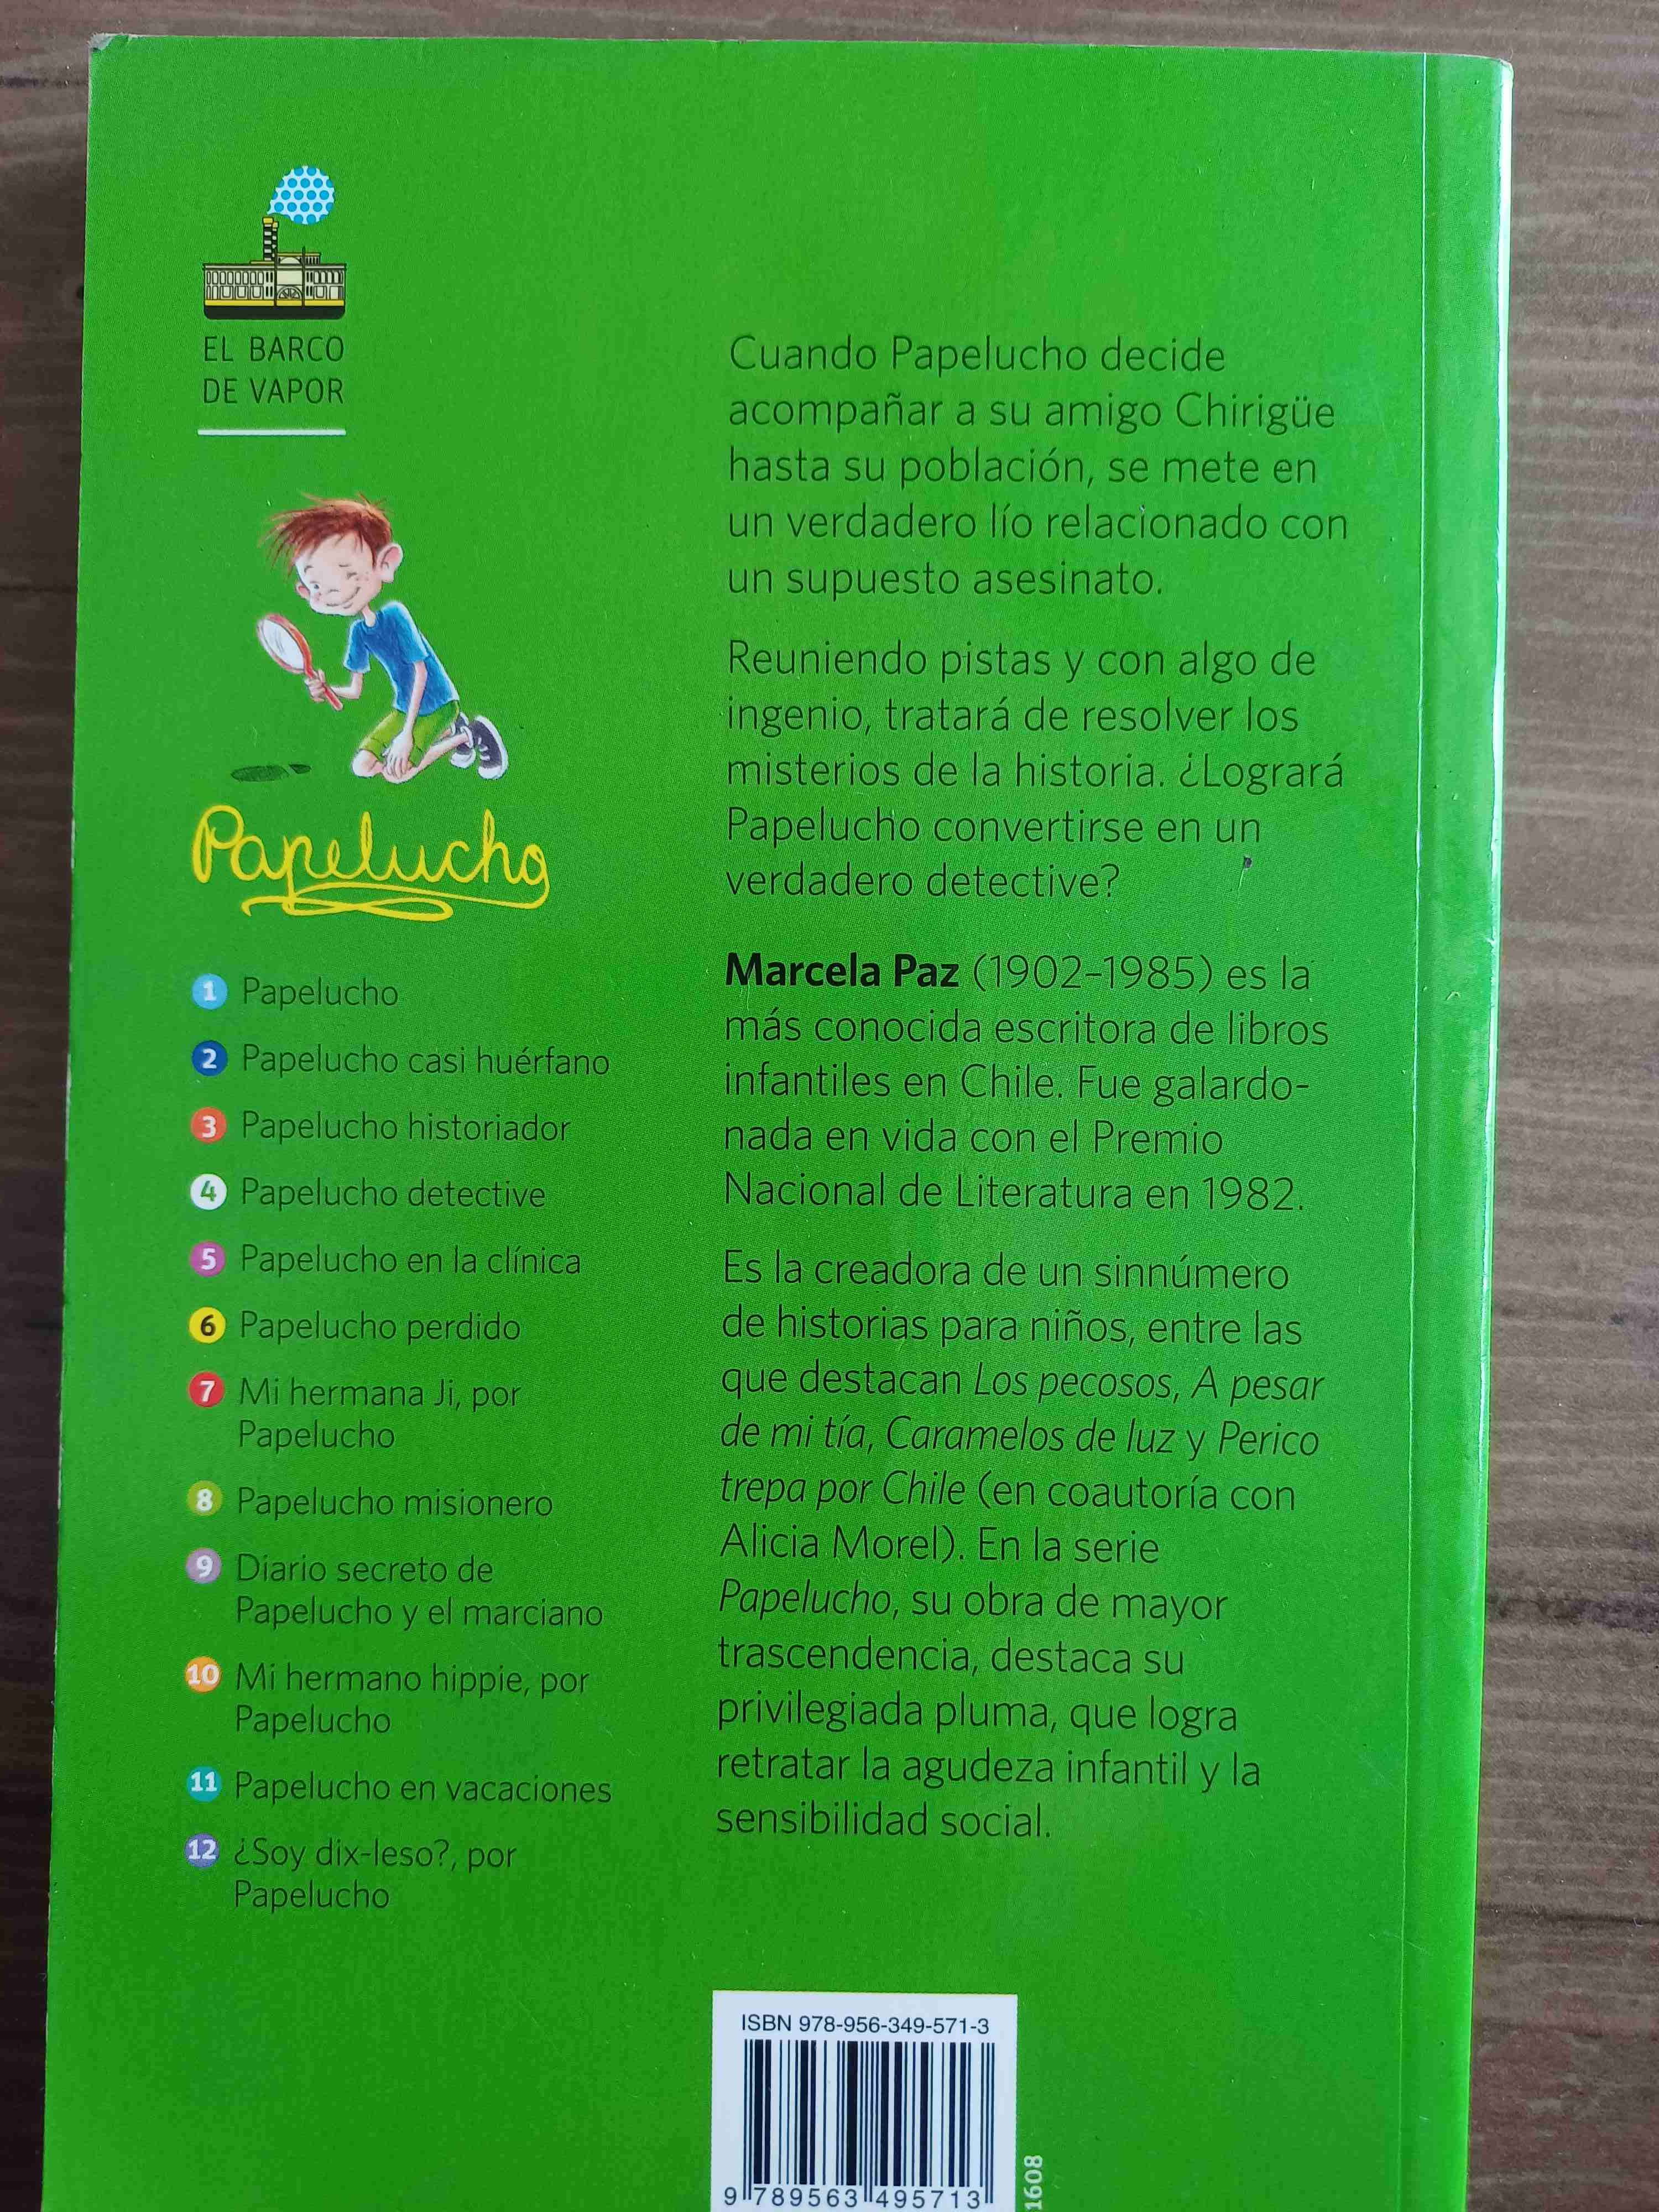 EL BARCO
DE VAPOR
Papelucho
1 Papelucho
2 Papelucho casi huérfano
3 Papelucho historiador
4 Papelucho detective
5 Papelucho en la clínica
6 Papelucho perdido
7 Mi hermana Ji, por
Papelucho
8 Papelucho misionero
9 Diario secreto de
Papelucho y el marciano
10 Mi hermano hippie, por
Papelucho
11 Papelucho en vacaciones
12 ¿Soy dix-leso?, por
Papelucho
Cuando Papelucho decide
acompañar a su amigo Chirigüe
hasta su población, se mete en
un verdadero lío relacionado con
un supuesto asesinato.
Reuniendo pistas y con algo de
ingenio, tratará de resolver los
misterios de la historia. ¿Logrará
Papelucho convertirse en un
verdadero detective?
Marcela Paz (1902-1985) es la
más conocida escritora de libros
infantiles en Chile. Fue galardo-
nada en vida con el Premio
Nacional de Literatura en 1982.
Es la creadora de un sinnúmero
de historias para niños, entre las
que destacan Los pecosos, A pesar
de mi tía, Caramelos de luz y Perico
trepa por Chile (en coautoría con
Alicia Morel). En la serie
Papelucho, su obra de mayor
trascendencia, destaca su
privilegiada pluma, que logra
retratar la agudeza infantil y la
sensibilidad social.
ISBN 978-956-349-571-3
9 789563 495713
1608